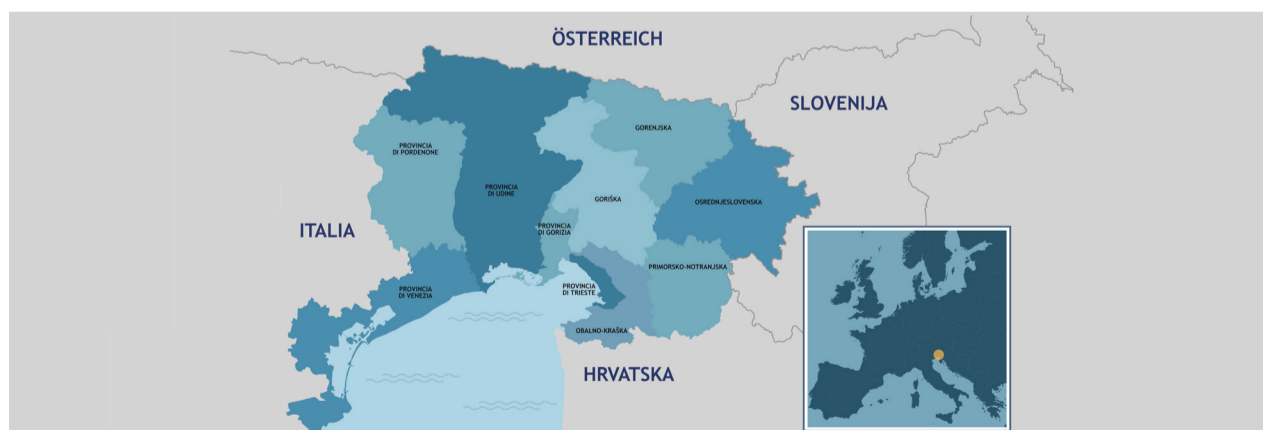 ÖSTERREICH
SLOVENIJA
GORENJSKA
PROVINCIA
DI PORDENONE
PROVINCIA
DI UDINE
GORIŠKA
OSREDNJESLOVENSKA
ITALIA
PROVINCIA
DI GORIZIA
PRIMORSKO-NOTRANJSKA
PROVINCIA
DI VENEZIA
PROVINCIA
DI TRIESTE
OBALNO-KRAŠKA
HRVATSKA